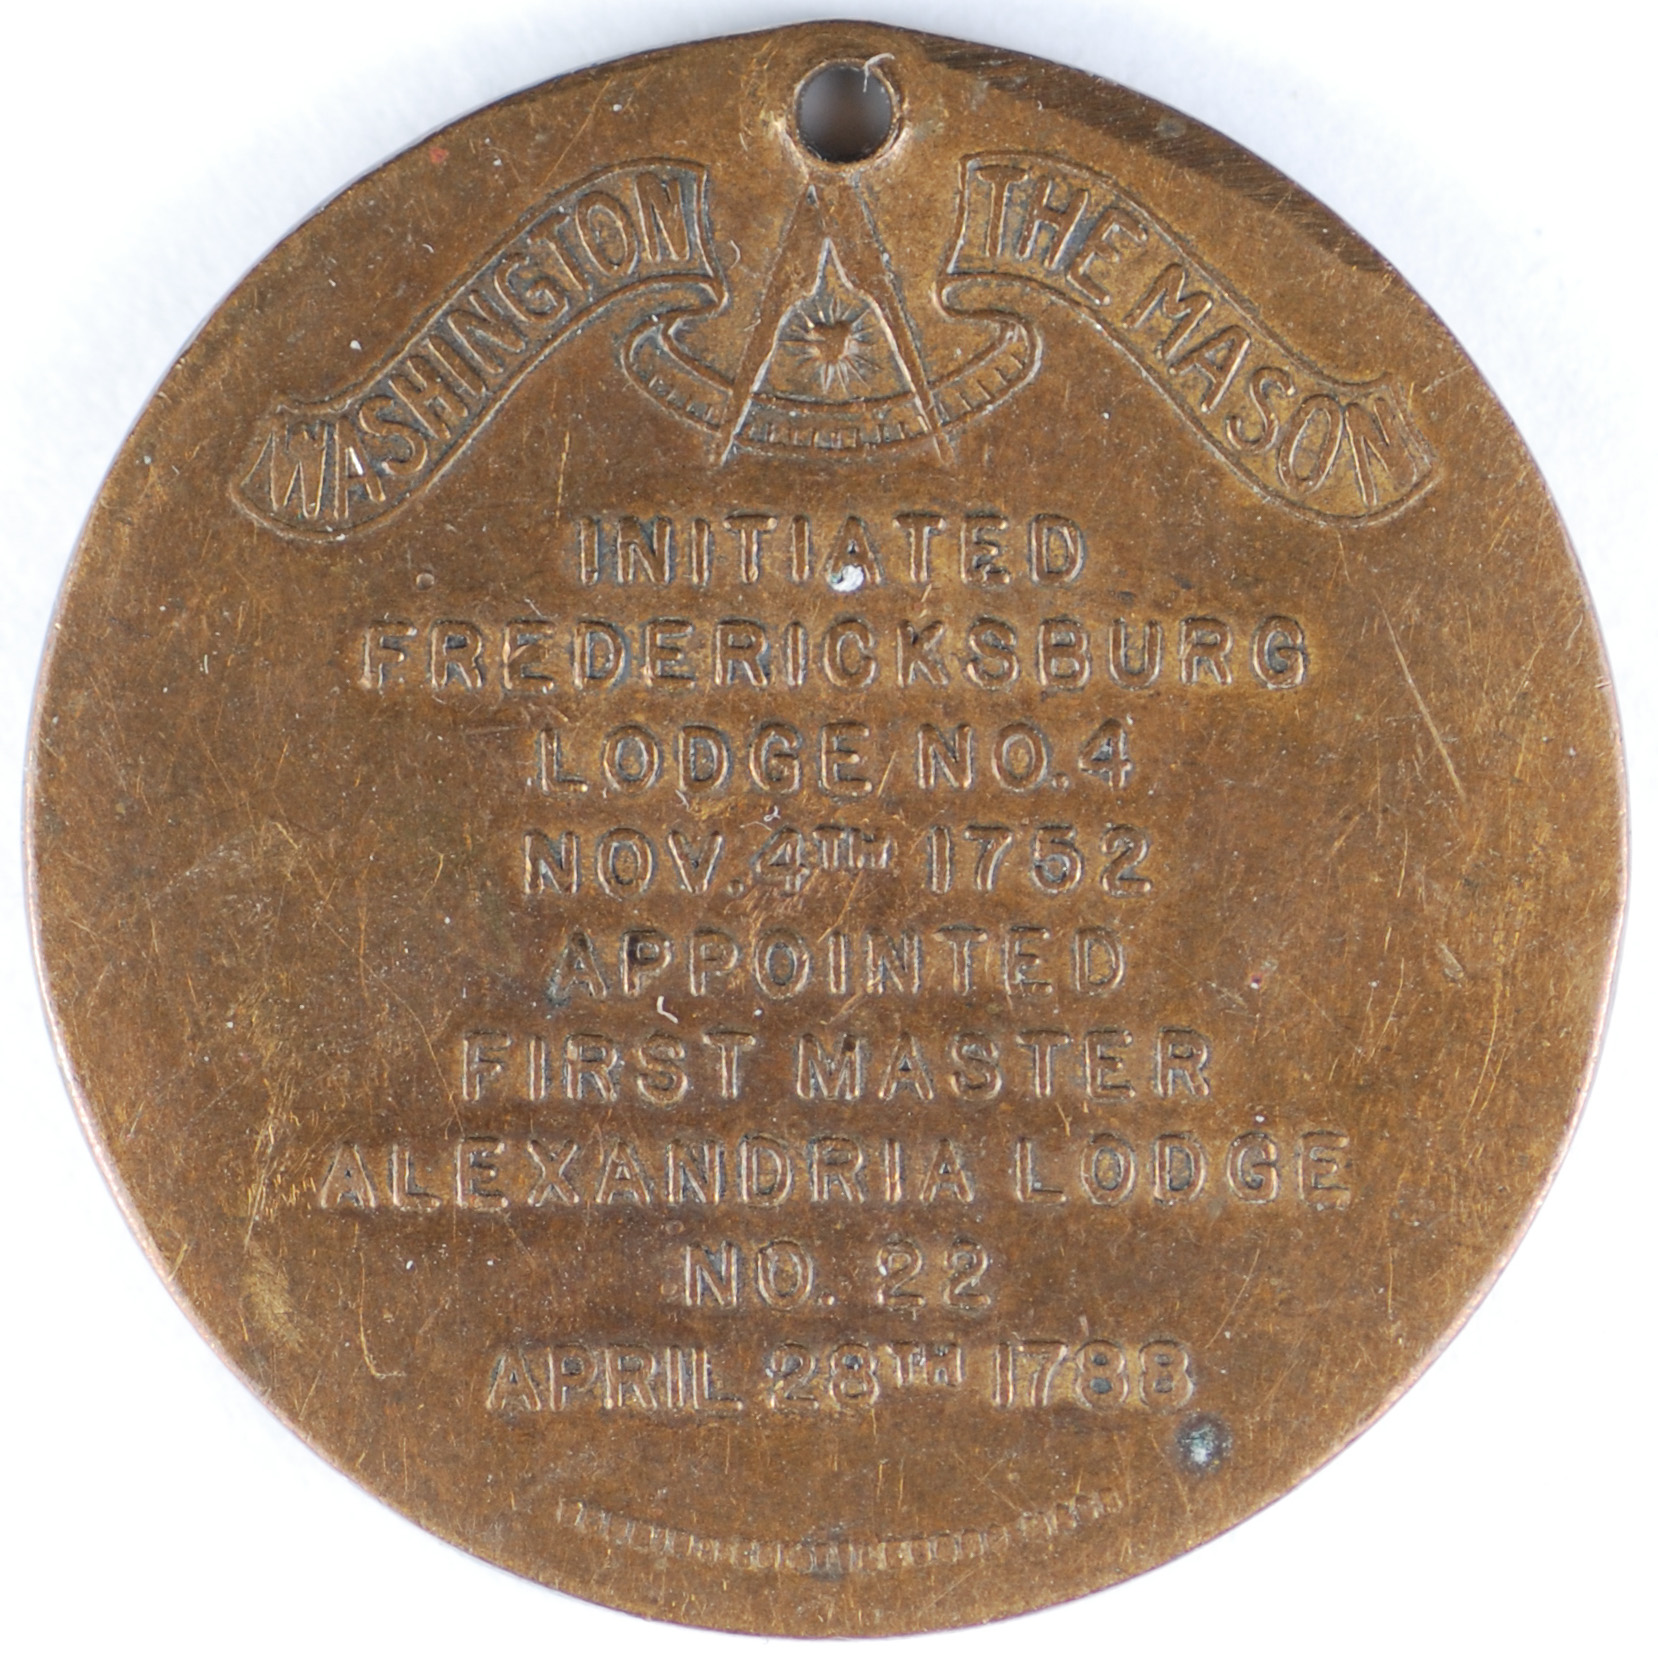 WASHINGTON THE MASON
INITIATED
FREDERICKSBURG
LODGE NO. 4
NOV. 4TH 1752
APPOINTED
FIRST MASTER
ALEXANDRIA LODGE
NO. 22
APRIL 28TH 1788